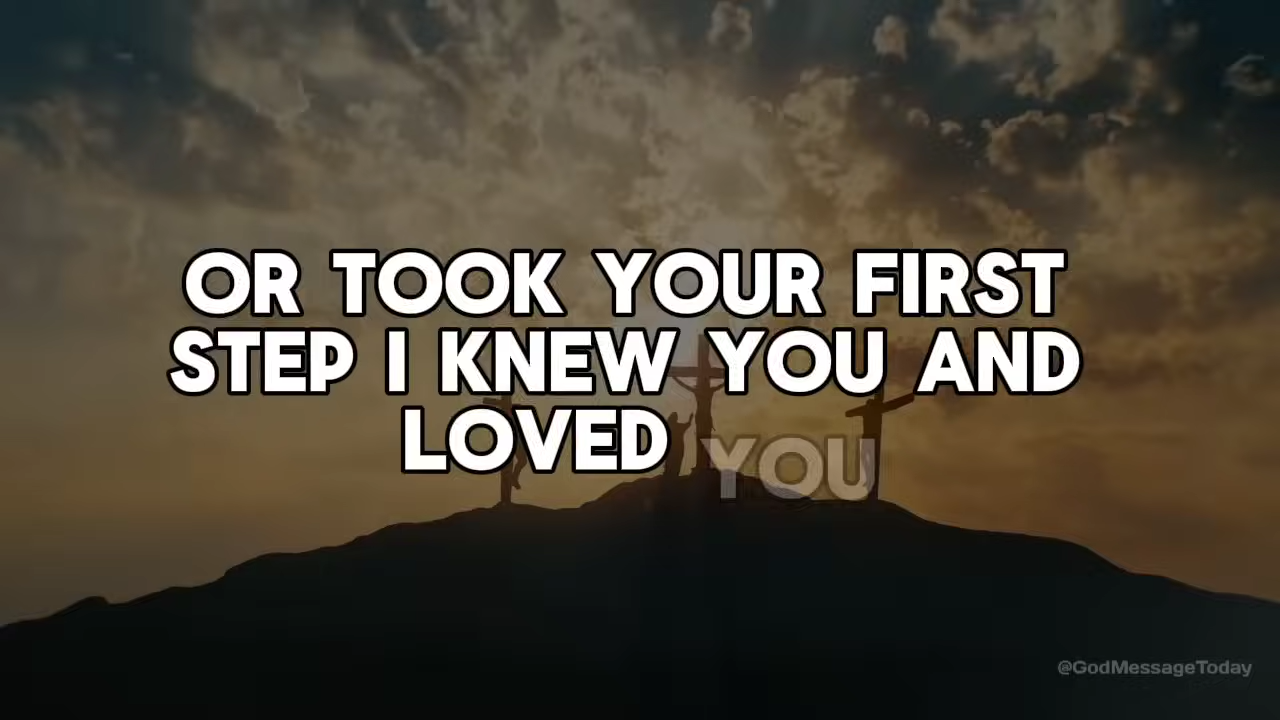 OR TOOK YOUR FIRST
STEP I KNEW YOU AND
LOVED YOU
@GodMessageToday